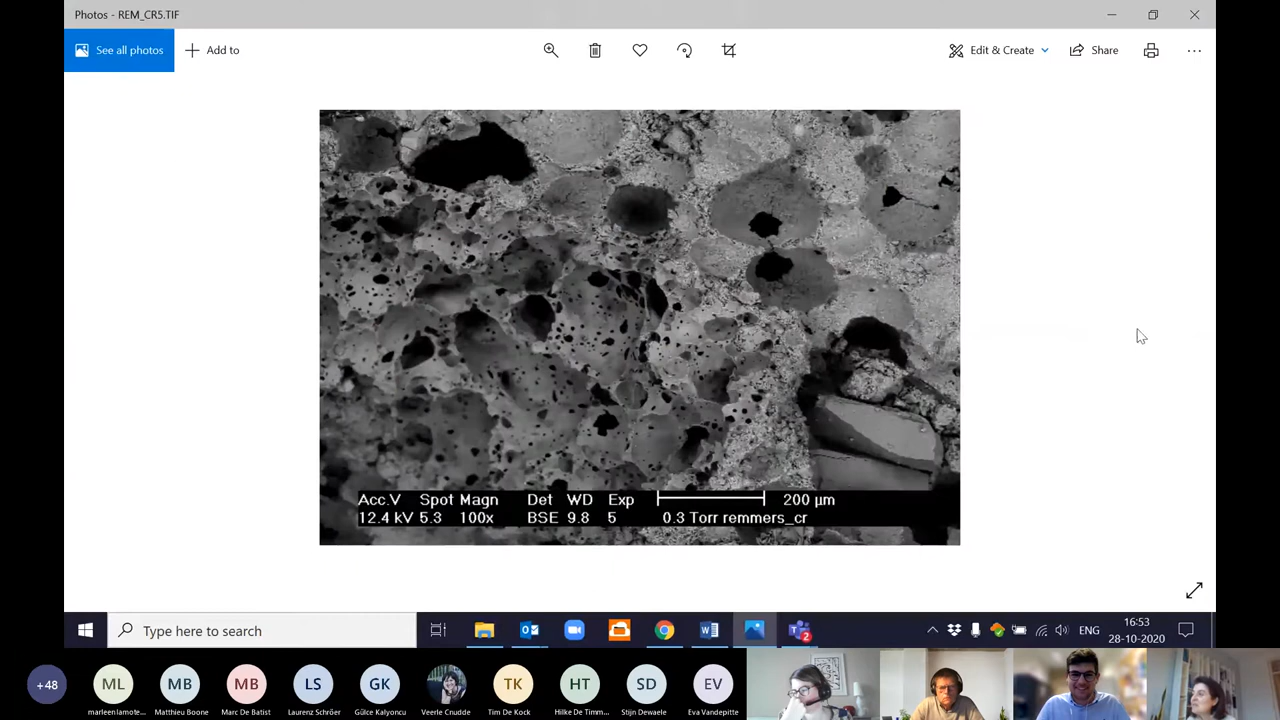 Photos - REM_CR5.TIF
See all photos
Add to
Edit & Create
Share
Acc.V Spot Magn Det WD Exp 200 µm
12.4 kV 5.3 100x BSE 9.8 5 0.3 Torr remmers_cr
Type here to search
2
ENG
16:53
28-10-2020
+48
ML
MB
MB
LS
GK
TK
HT
SD
EV
marleen lamote...
Matthieu Boone
Marc De Batist
Laurenz Schröer
Gülce Kalyoncu
Veerle Cnudde
Tim De Kock
Hilke De Timm...
Stijn Dewaele
Eva Vandepitte